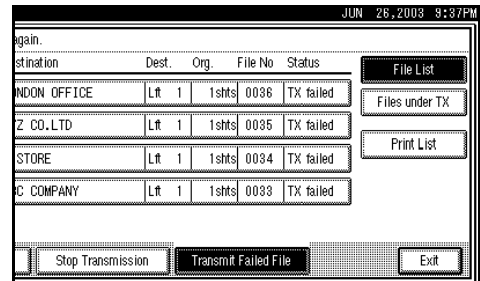 JUN 26,2003 9:37PM
again.
stination Dest. Org. File No Status
File List
NDON OFFICE Lft 1 1shts 0036 TX failed
Files under TX
YZ CO.LTD Lft 1 1shts 0035 TX failed
Print List
STORE Lft 1 1shts 0034 TX failed
BC COMPANY Lft 1 1shts 0033 TX failed
Stop Transmission Transmit Failed File Exit